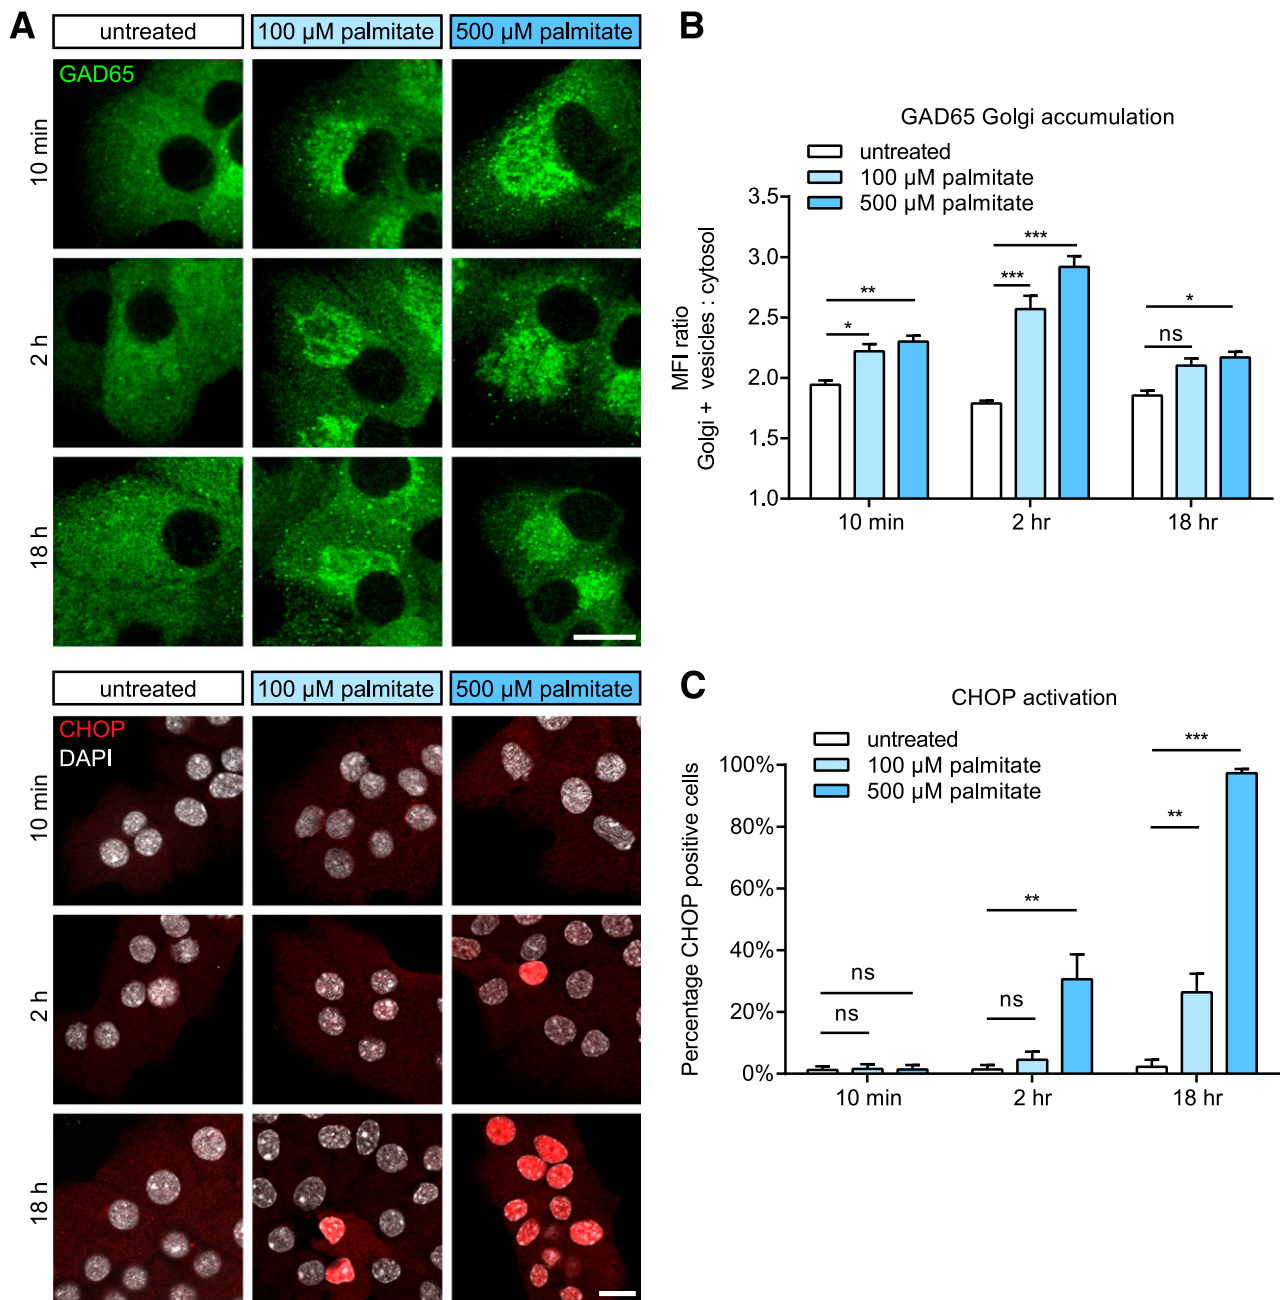 A
untreated
100 µM palmitate
500 µM palmitate
GAD65
10 min
2 h
18 h
untreated
100 µM palmitate
500 µM palmitate
CHOP
DAPI
10 min
2 h
18 h
B
GAD65 Golgi accumulation
untreated
100 µM palmitate
500 µM palmitate
MFI ratio
Golgi + vesicles : cytosol
3.5
3.0
2.5
2.0
1.5
1.0
*
**
***
***
ns
*
10 min
2 hr
18 hr
C
CHOP activation
untreated
100 µM palmitate
500 µM palmitate
Percentage CHOP positive cells
100%
80%
60%
40%
20%
0%
ns
ns
ns
**
**
***
10 min
2 hr
18 hr